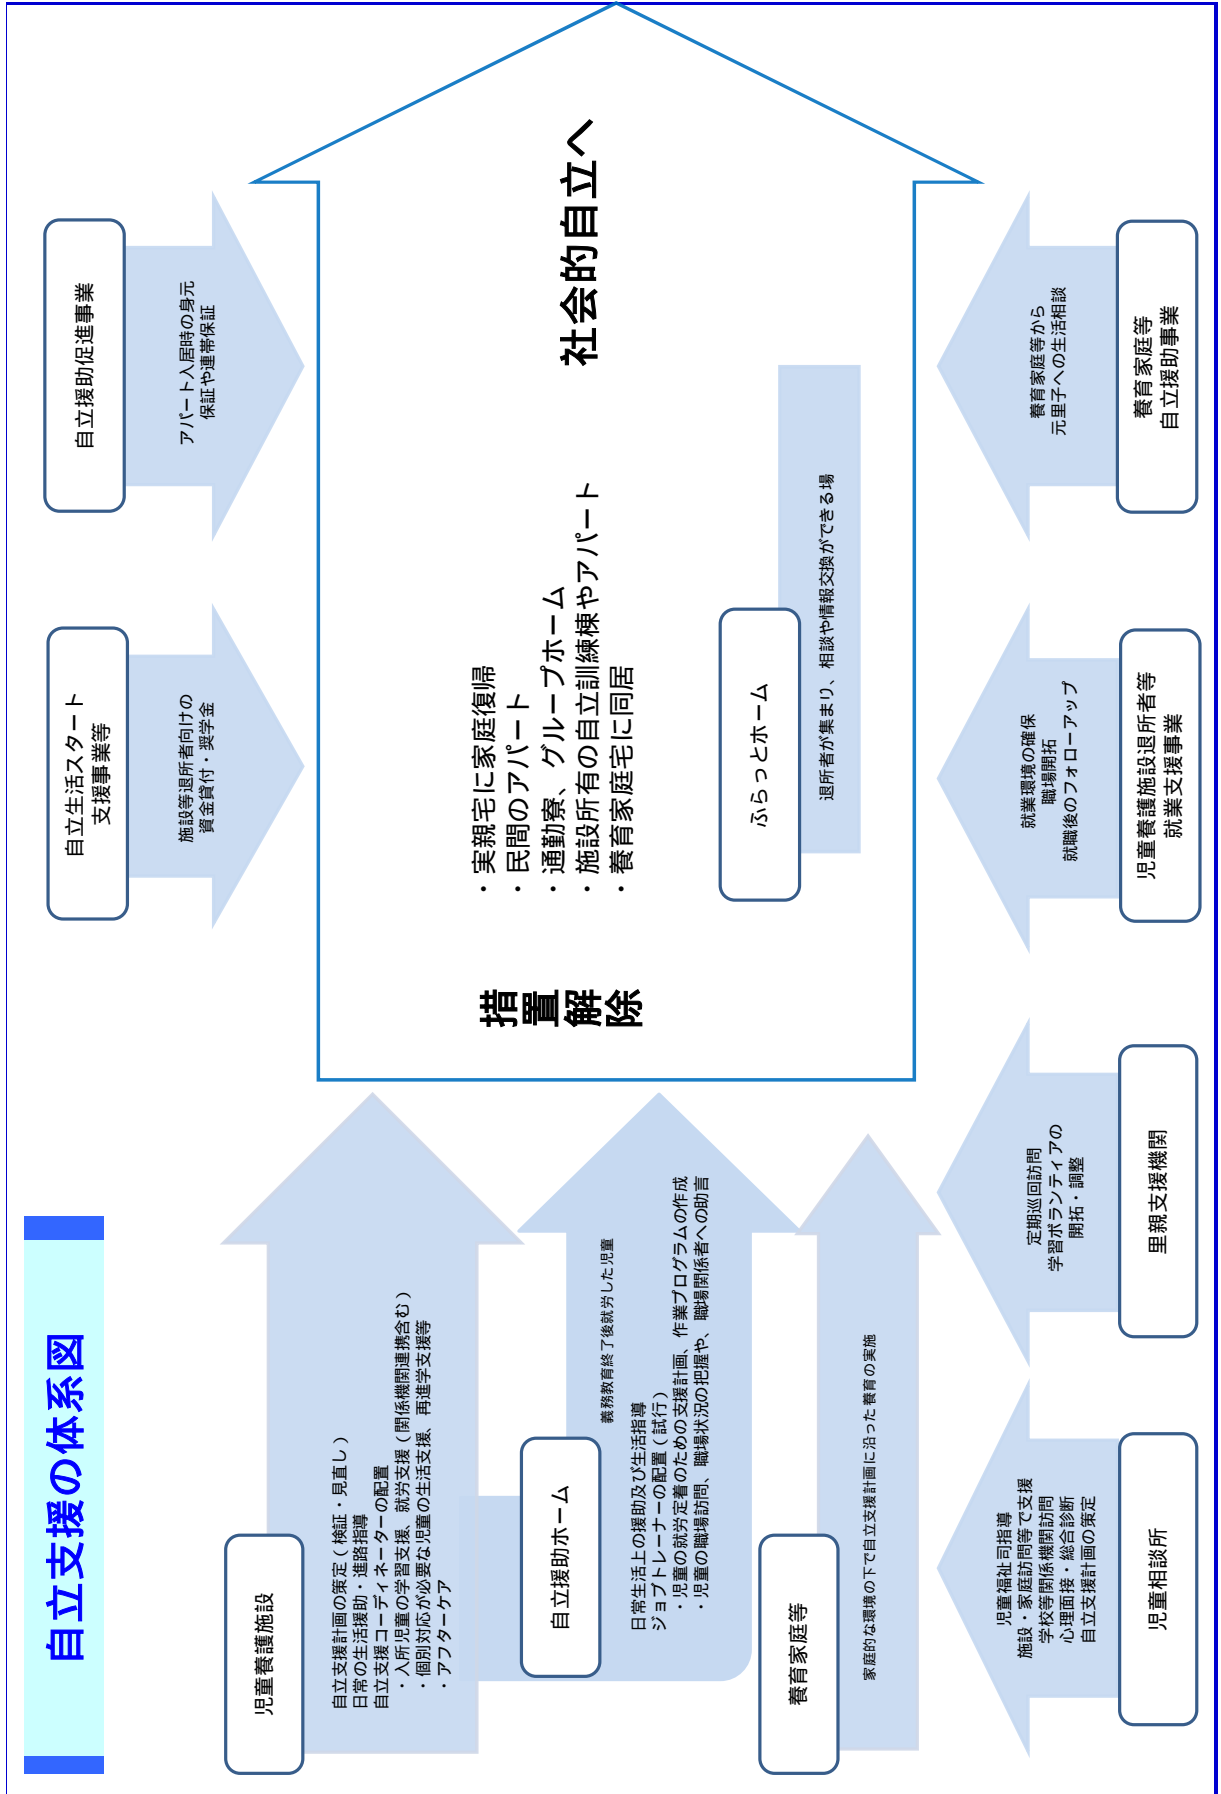 自立支援の体系図
自立生活スタート
支援事業等
施設等退所者向けの
資金貸付・奨学金
自立援助促進事業
アパート入居時の身元
保証や連帯保証
児童養護施設
自立支援計画の策定（検証・見直し）
日常の生活援助・進路指導
自立支援コーディネーターの配置
・入所児童の学習支援、就労支援（関係機関連携含む）
・個別対応が必要な児童の生活支援、再進学支援等
・アフターケア
自立援助ホーム
義務教育終了後就労した児童
日常生活上の援助及び生活指導
ジョブトレーナーの配置（試行）
・児童の就労定着のための支援計画、作業プログラムの作成
・児童の職場訪問、職場状況の把握や、職場関係者への助言
養育家庭等
家庭的な環境の下で自立支援計画に沿った養育の実施
措置解除
・実親宅に家庭復帰
・民間のアパート
・通勤寮、グループホーム
・施設所有の自立訓練棟やアパート
・養育家庭宅に同居
社会的自立へ
ふらっとホーム
退所者が集まり、相談や情報交換ができる場
児童福祉司指導
施設・家庭訪問等で支援
学校等関係機関訪問
心理面接・総合診断
自立支援計画の策定
児童相談所
定期巡回訪問
学習ボランティアの
開拓・調整
里親支援機関
就業環境の確保
職場開拓
就職後のフォローアップ
児童養護施設退所者等
就業支援事業
養育家庭等から
元里子への生活相談
養育家庭等
自立援助事業